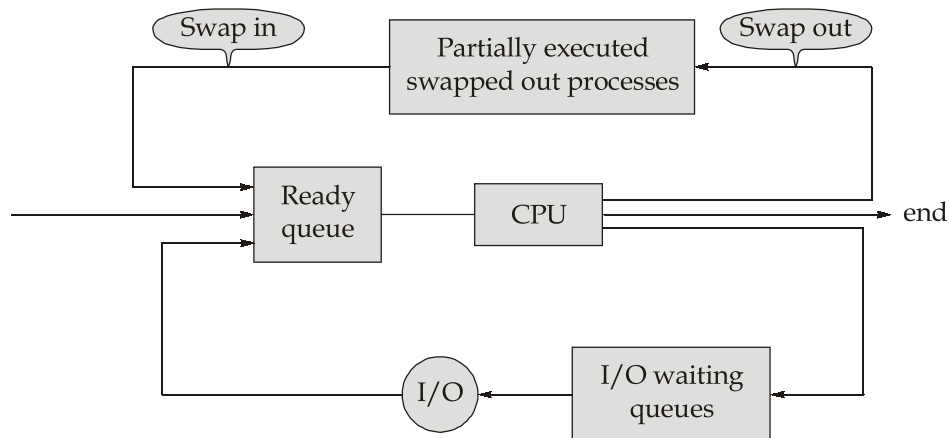 Swap in
Partially executed
swapped out processes
Swap out
Ready
queue
CPU
end
I/O
I/O waiting
queues